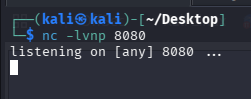 ┌──(kali㉿kali)-[~/Desktop]
└─$ nc -lvnp 8080
listening on [any] 8080 ...